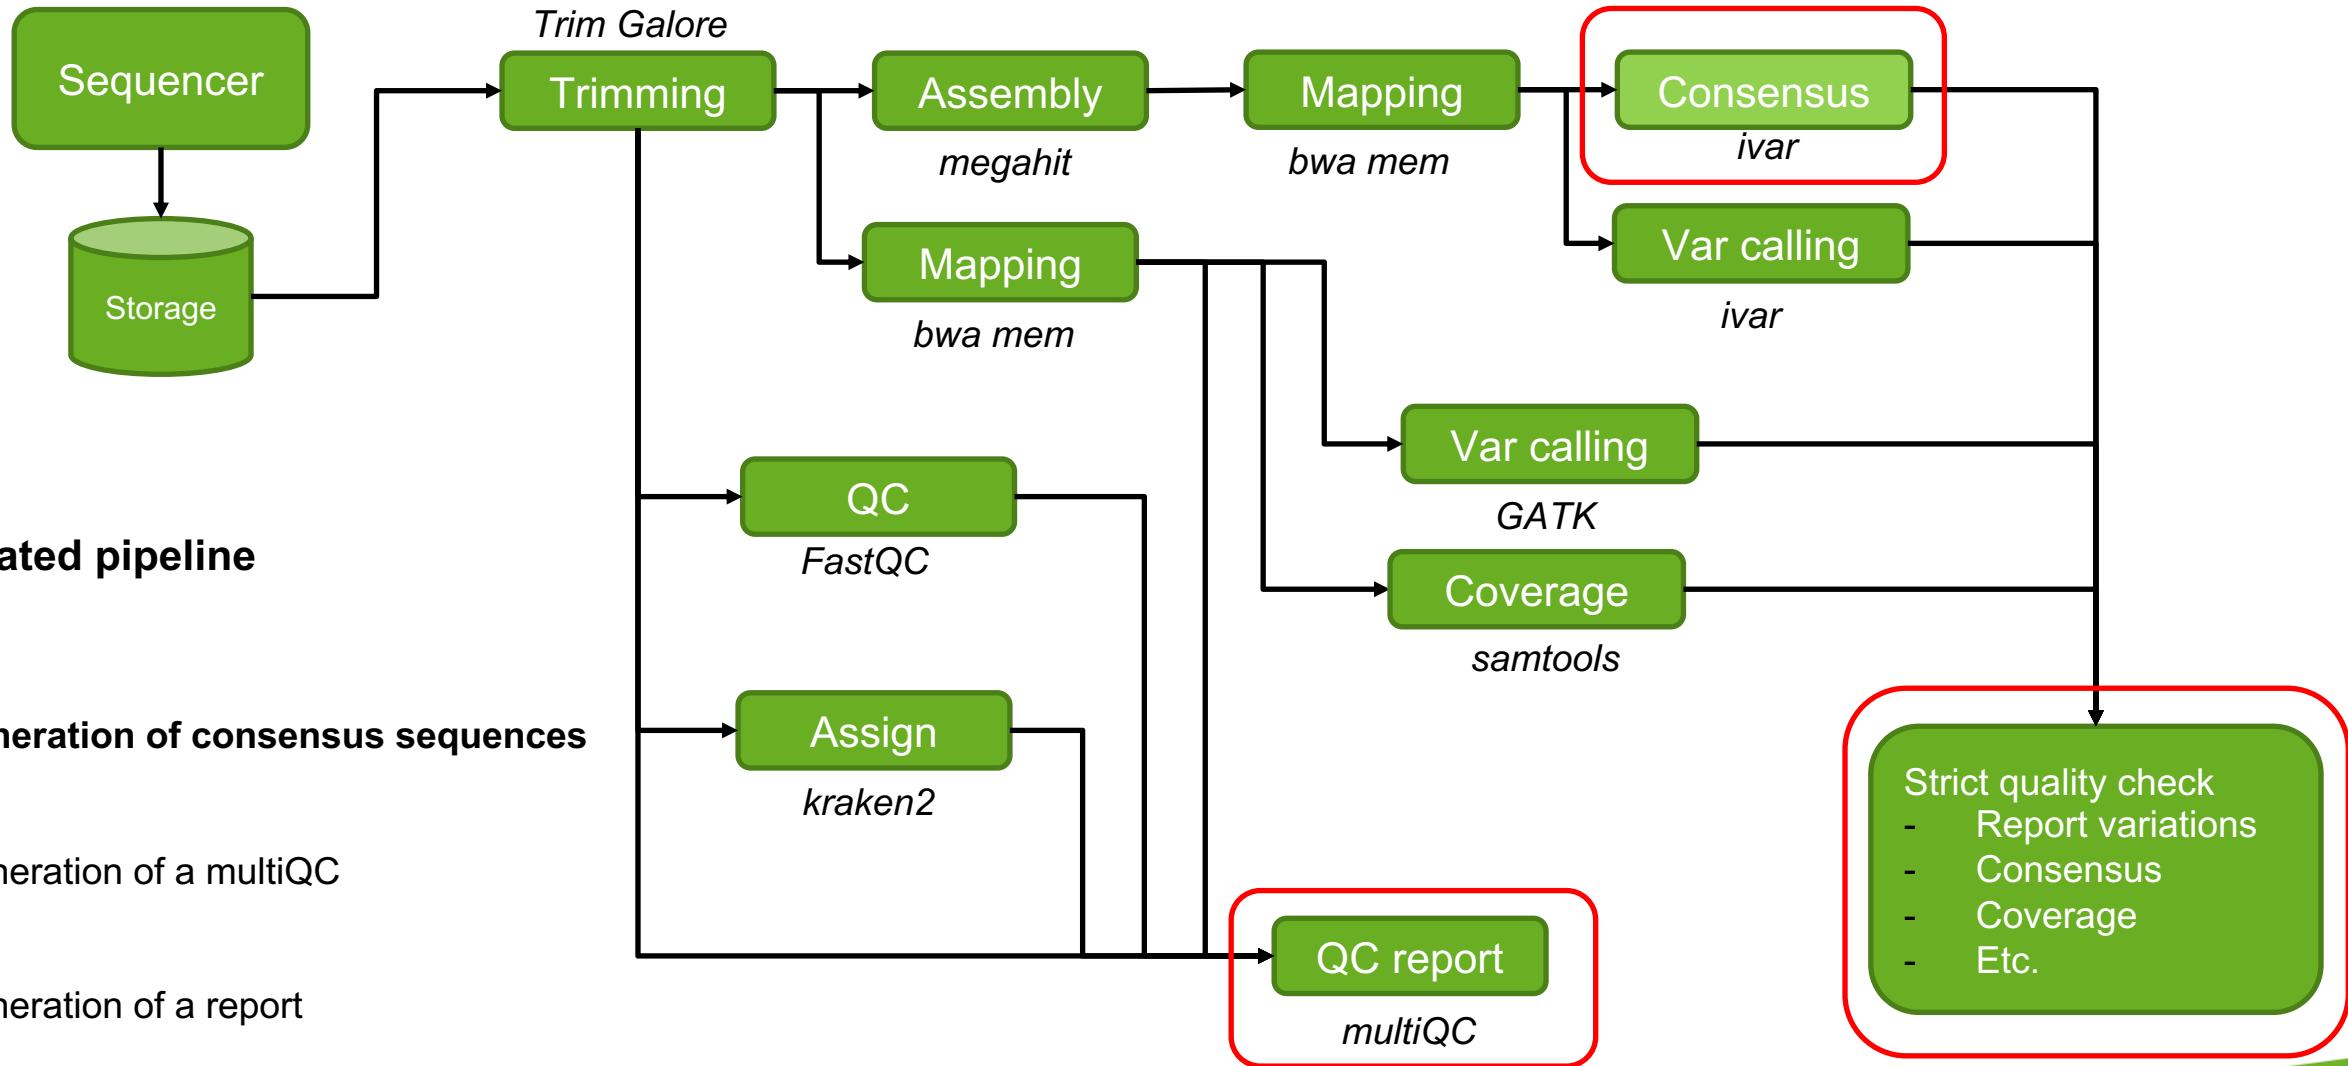 Trim Galore
Sequencer
Trimming
Assembly
Mapping
Consensus
megahit
bwa mem
ivar
Storage
Mapping
Var calling
bwa mem
ivar
Var calling
QC
GATK
FastQC
ated pipeline
Coverage
samtools
neration of consensus sequences
Assign
kraken2
Strict quality check
- Report variations
- Consensus
- Coverage
- Etc.
neration of a multiQC
QC report
neration of a report
multiQC